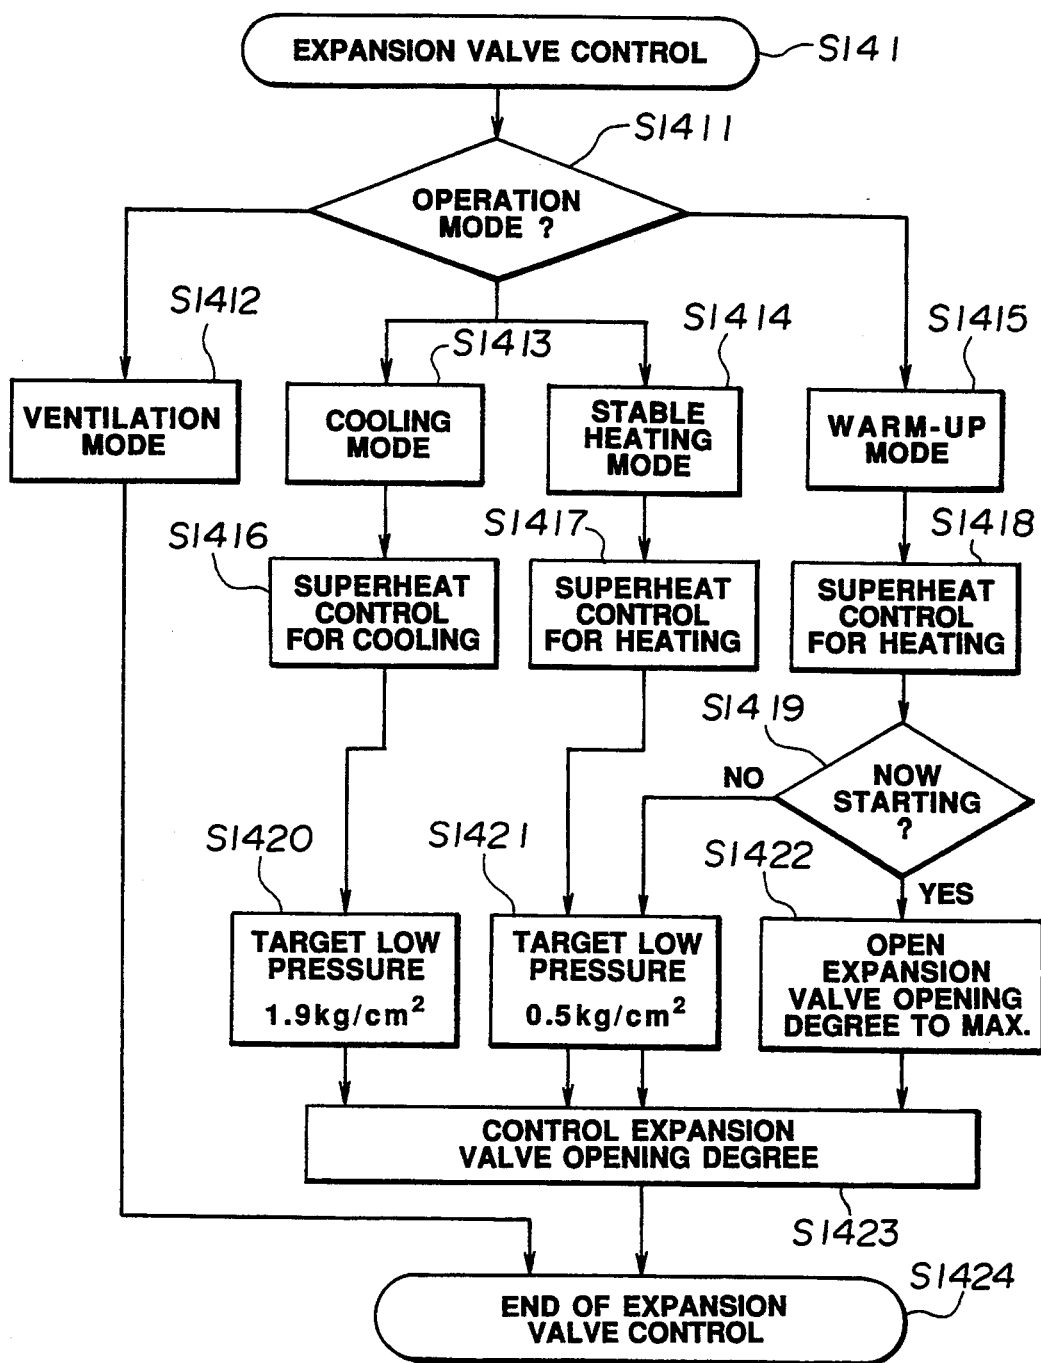 EXPANSION VALVE CONTROL
S141
S1411
OPERATION
MODE ?
S1412
S1413
S1414
S1415
VENTILATION
MODE
COOLING
MODE
STABLE
HEATING
MODE
WARM-UP
MODE
S1416
S1417
S1418
SUPERHEAT
CONTROL
FOR COOLING
SUPERHEAT
CONTROL
FOR HEATING
SUPERHEAT
CONTROL
FOR HEATING
S1419
NO
NOW
STARTING
?
YES
S1420
S1421
S1422
TARGET LOW
PRESSURE
1.9kg/cm²
TARGET LOW
PRESSURE
0.5kg/cm²
OPEN
EXPANSION
VALVE OPENING
DEGREE TO MAX.
CONTROL EXPANSION
VALVE OPENING DEGREE
S1423
S1424
END OF EXPANSION
VALVE CONTROL